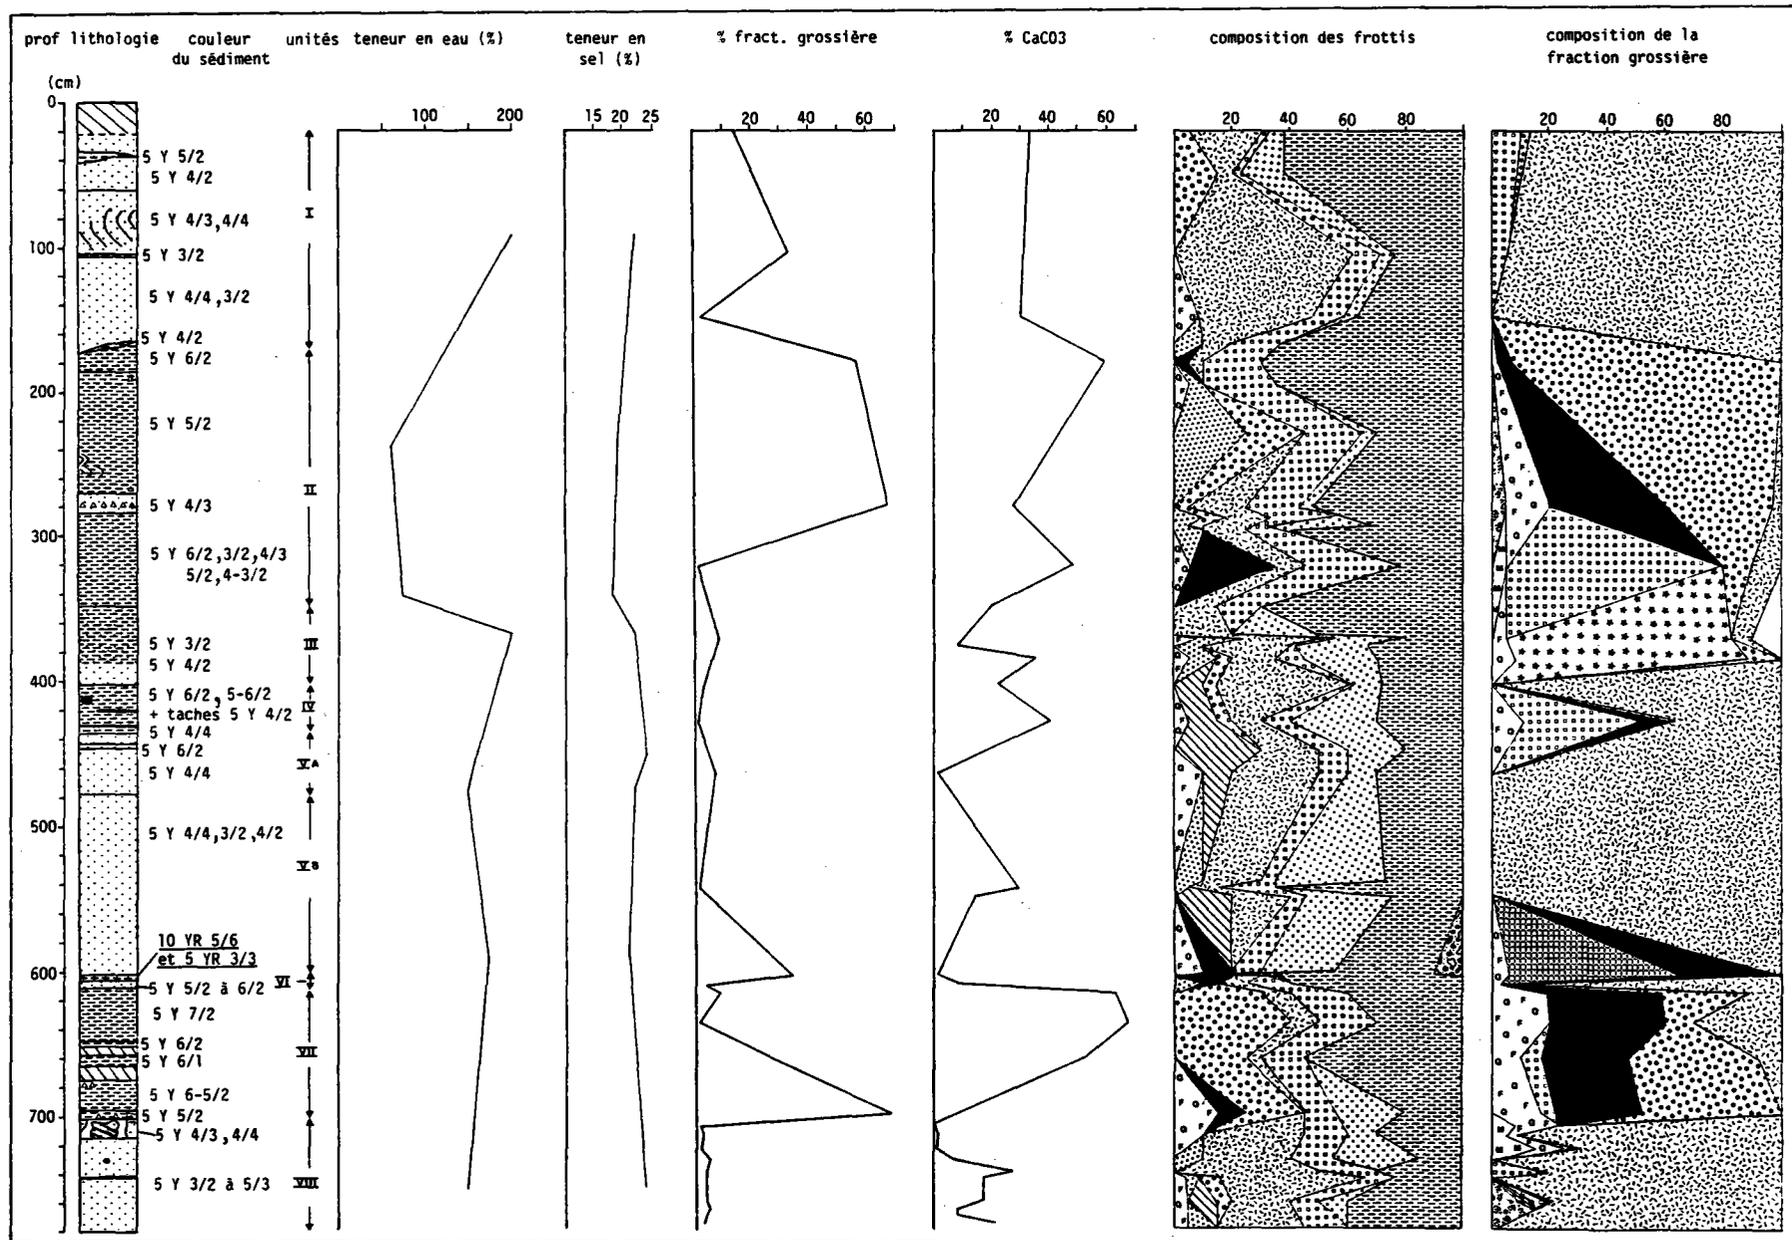 prof lithologie couleur du sédiment unités teneur en eau (%) teneur en sel (%) % fract. grossière % CaCO3 composition des frottis composition de la fraction grossière
(cm)
100 200 15 20 25 20 40 60 20 40 60 20 40 60 80 20 40 60 80
0
5 Y 5/2
5 Y 4/2
5 Y 4/3,4/4
I
100
5 Y 3/2
5 Y 4/4,3/2
5 Y 4/2
5 Y 6/2
200
5 Y 5/2
II
5 Y 4/3
300
5 Y 6/2,3/2,4/3
5/2,4-3/2
5 Y 3/2
III
5 Y 4/2
400
5 Y 6/2, 5-6/2
IV
+ taches 5 Y 4/2
5 Y 4/4
5 Y 6/2
VA
5 Y 4/4
500
5 Y 4/4,3/2,4/2
VB
10 YR 5/6
et 5 YR 3/3
600
VI
5 Y 5/2 à 6/2
5 Y 7/2
5 Y 6/2
VII
5 Y 6/1
5 Y 6-5/2
700
5 Y 5/2
5 Y 4/3,4/4
5 Y 3/2 à 5/3
VIII